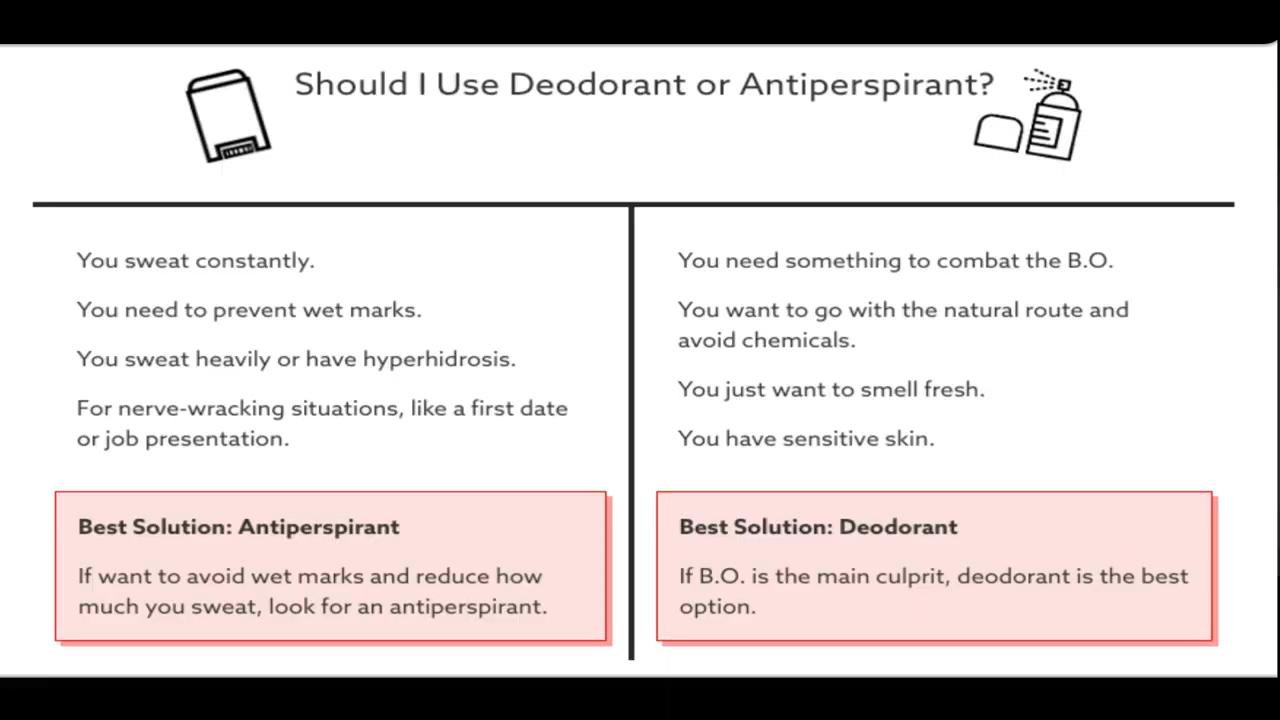 Should I Use Deodorant or Antiperspirant?
You sweat constantly.
You need to prevent wet marks.
You sweat heavily or have hyperhidrosis.
For nerve-wracking situations, like a first date
or job presentation.
Best Solution: Antiperspirant
If want to avoid wet marks and reduce how
much you sweat, look for an antiperspirant.
You need something to combat the B.O.
You want to go with the natural route and
avoid chemicals.
You just want to smell fresh.
You have sensitive skin.
Best Solution: Deodorant
If B.O. is the main culprit, deodorant is the best
option.